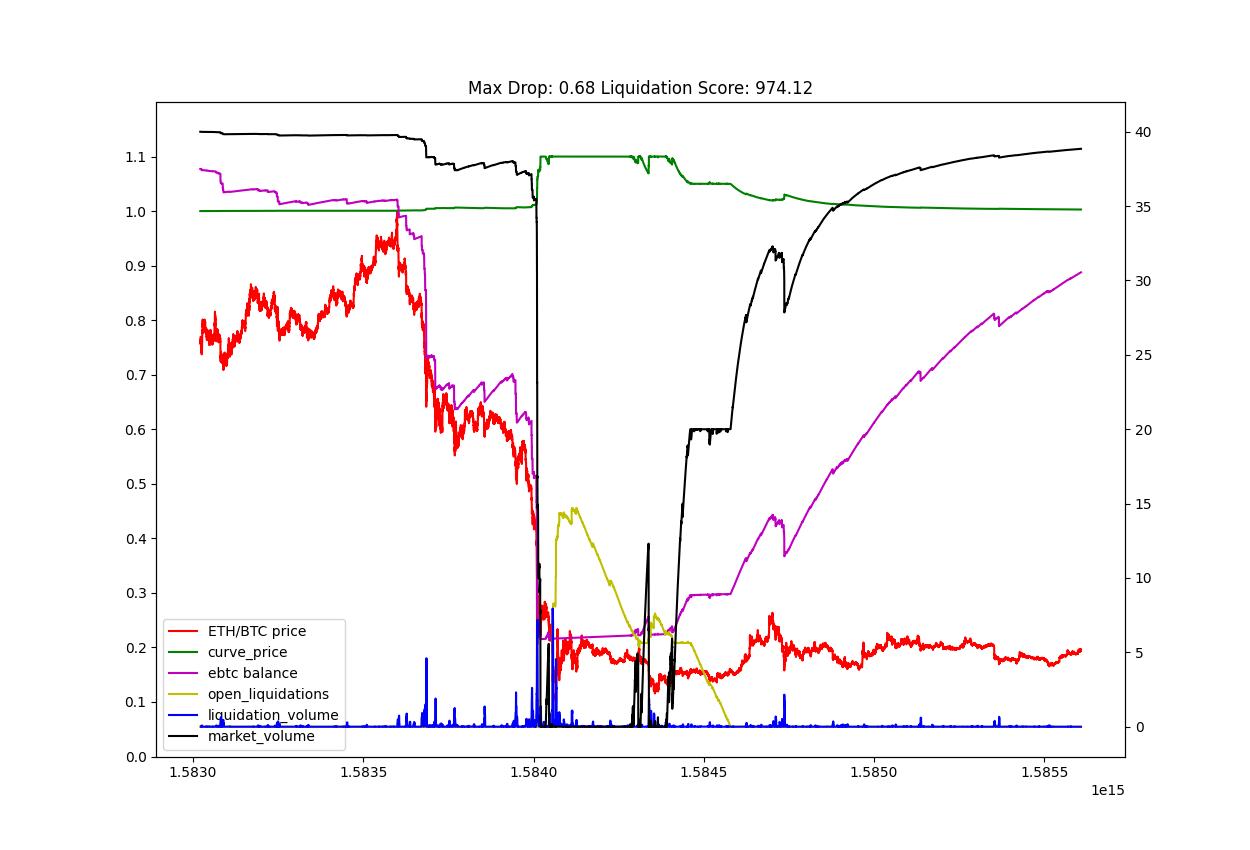 Max Drop: 0.68 Liquidation Score: 974.12
1.1
1.0
0.9
0.8
0.7
0.6
0.5
0.4
0.3
0.2
0.1
0.0
40
35
30
25
20
15
10
5
0
ETH/BTC price
curve_price
ebtc balance
open_liquidations
liquidation_volume
market_volume
1.5830 1.5835 1.5840 1.5845 1.5850 1.5855
1e15